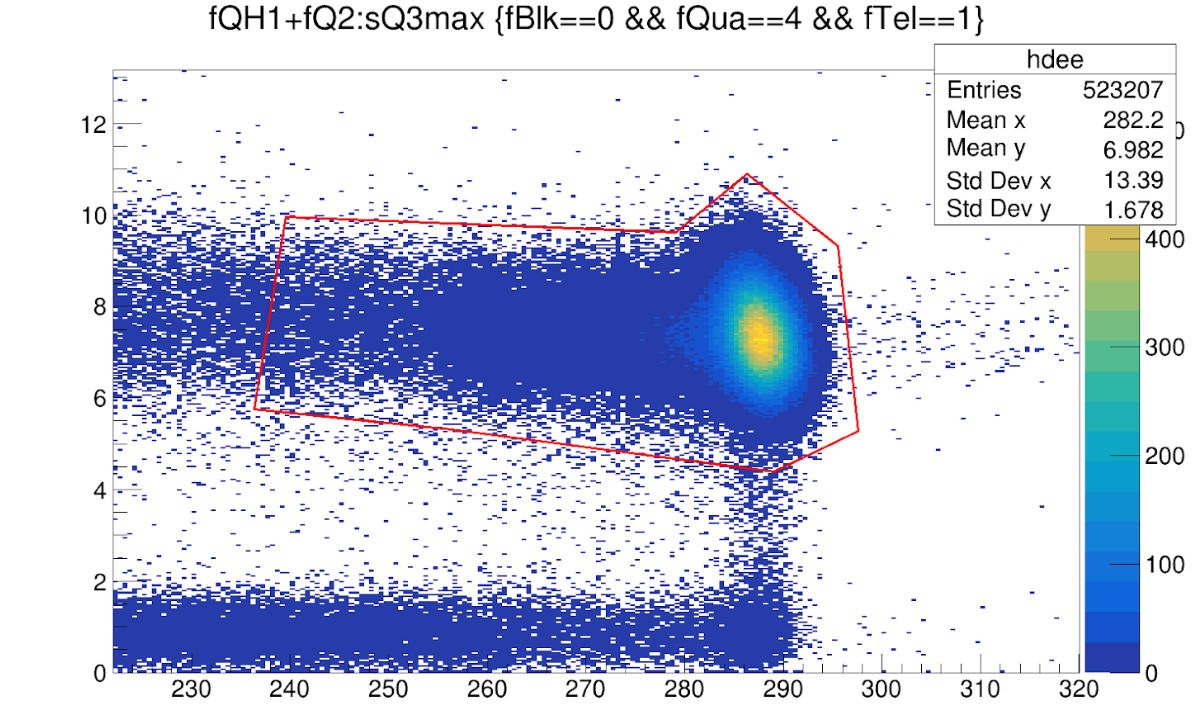 fQH1+fQ2:sQ3max {fBlk==0 && fQua==4 && fTel==1}
hdee
Entries 523207
Mean x 282.2
Mean y 6.982
Std Dev x 13.39
Std Dev y 1.678
12
10
8
6
4
2
0
400
300
200
100
0
230 240 250 260 270 280 290 300 310 320